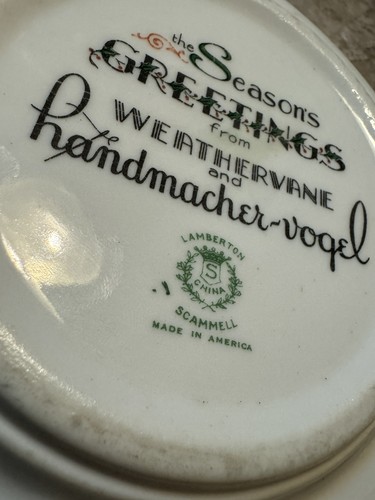 the Season's
GREETINGS
from
WEATHERVANE
and
handmacher-vogel
LAMBERTON
S
CHINA
SCAMMELL
MADE IN AMERICA